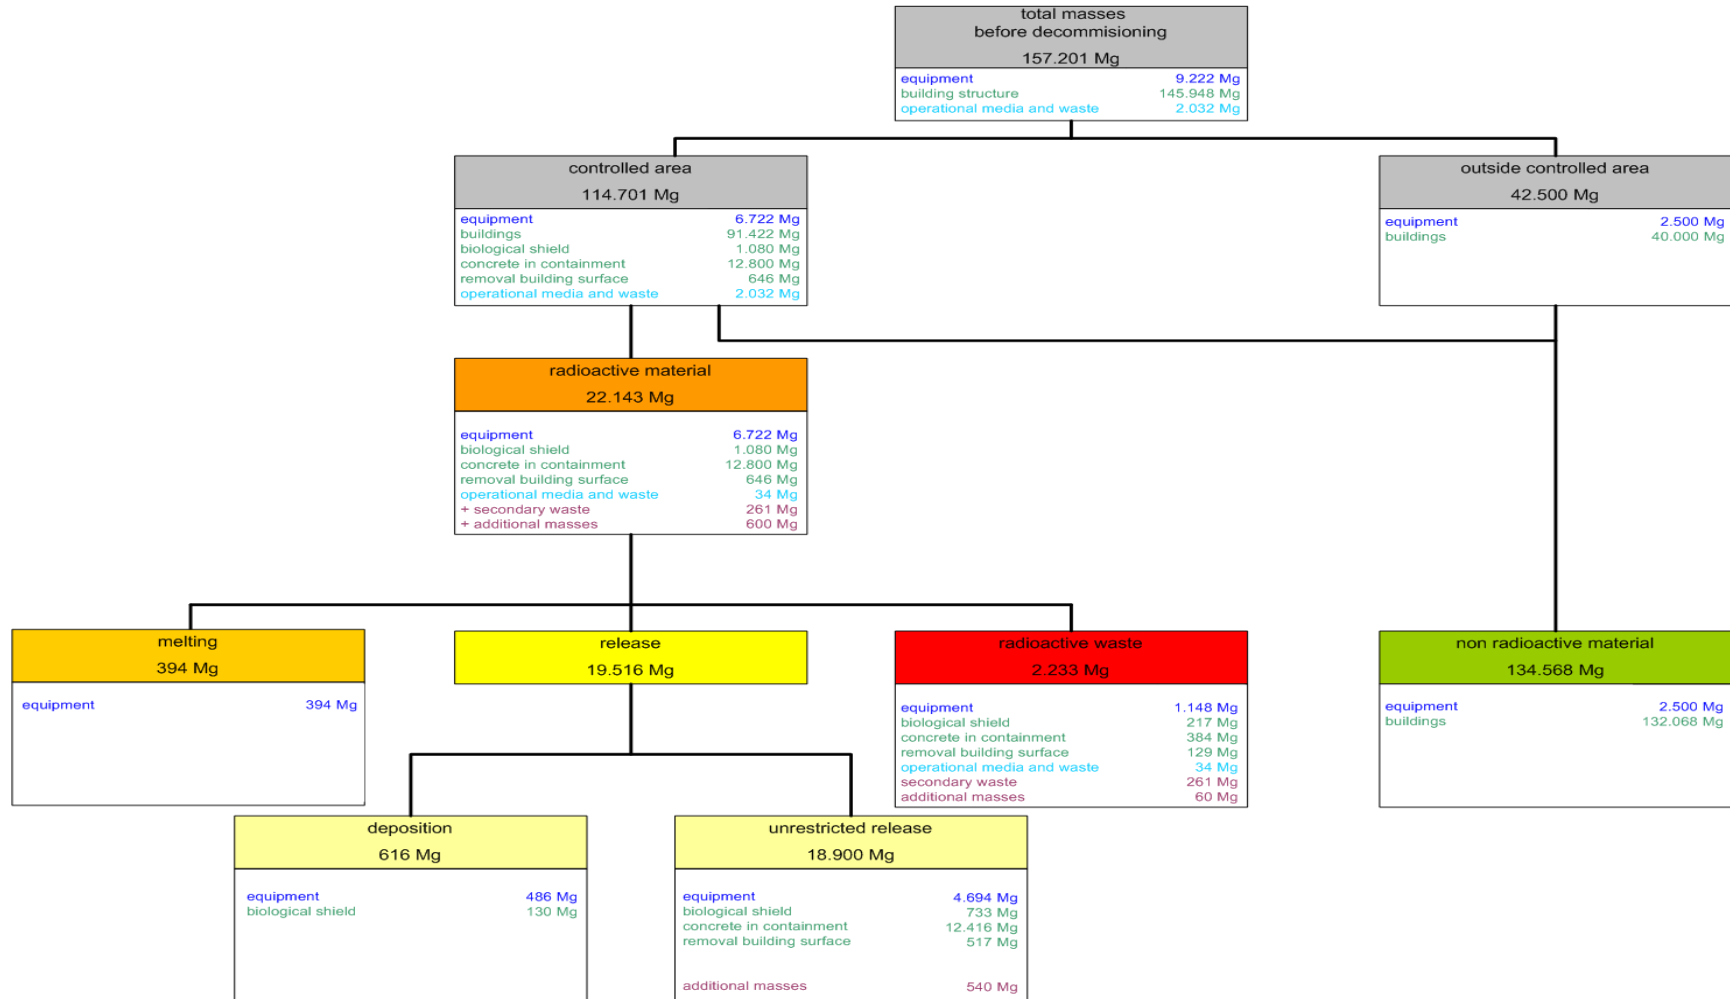 total masses
before decommisioning
157.201 Mg
equipment 9.222 Mg
building structure 145.948 Mg
operational media and waste 2.032 Mg
controlled area
114.701 Mg
equipment 6.722 Mg
buildings 91.422 Mg
biological shield 1.080 Mg
concrete in containment 12.800 Mg
removal building surface 646 Mg
operational media and waste 2.032 Mg
outside controlled area
42.500 Mg
equipment 2.500 Mg
buildings 40.000 Mg
radioactive material
22.143 Mg
equipment 6.722 Mg
biological shield 1.080 Mg
concrete in containment 12.800 Mg
removal building surface 646 Mg
operational media and waste 34 Mg
+ secondary waste 261 Mg
+ additional masses 600 Mg
melting
394 Mg
equipment 394 Mg
release
19.516 Mg
radioactive waste
2.233 Mg
equipment 1.148 Mg
biological shield 217 Mg
concrete in containment 384 Mg
removal building surface 129 Mg
operational media and waste 34 Mg
secondary waste 261 Mg
additional masses 60 Mg
non radioactive material
134.568 Mg
equipment 2.500 Mg
buildings 132.068 Mg
deposition
616 Mg
equipment 486 Mg
biological shield 130 Mg
unrestricted release
18.900 Mg
equipment 4.694 Mg
biological shield 733 Mg
concrete in containment 12.416 Mg
removal building surface 517 Mg
additional masses 540 Mg